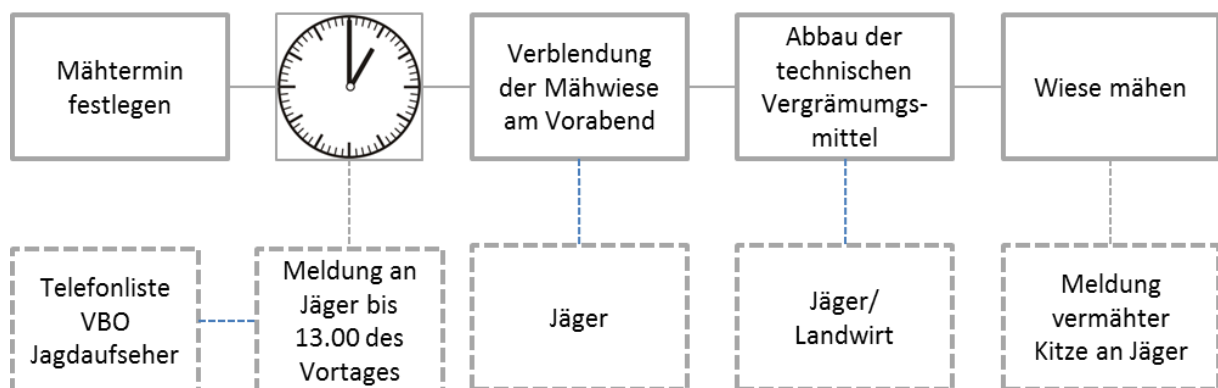 Mähtermin
festlegen
Verblendung
der Mähwiese
am Vorabend
Abbau der
technischen
Vergrämumgs-
mittel
Wiese mähen
Telefonliste
VBO
Jagdaufseher
Meldung an
Jäger bis
13.00 des
Vortages
Jäger
Jäger/
Landwirt
Meldung
vermähter
Kitze an Jäger